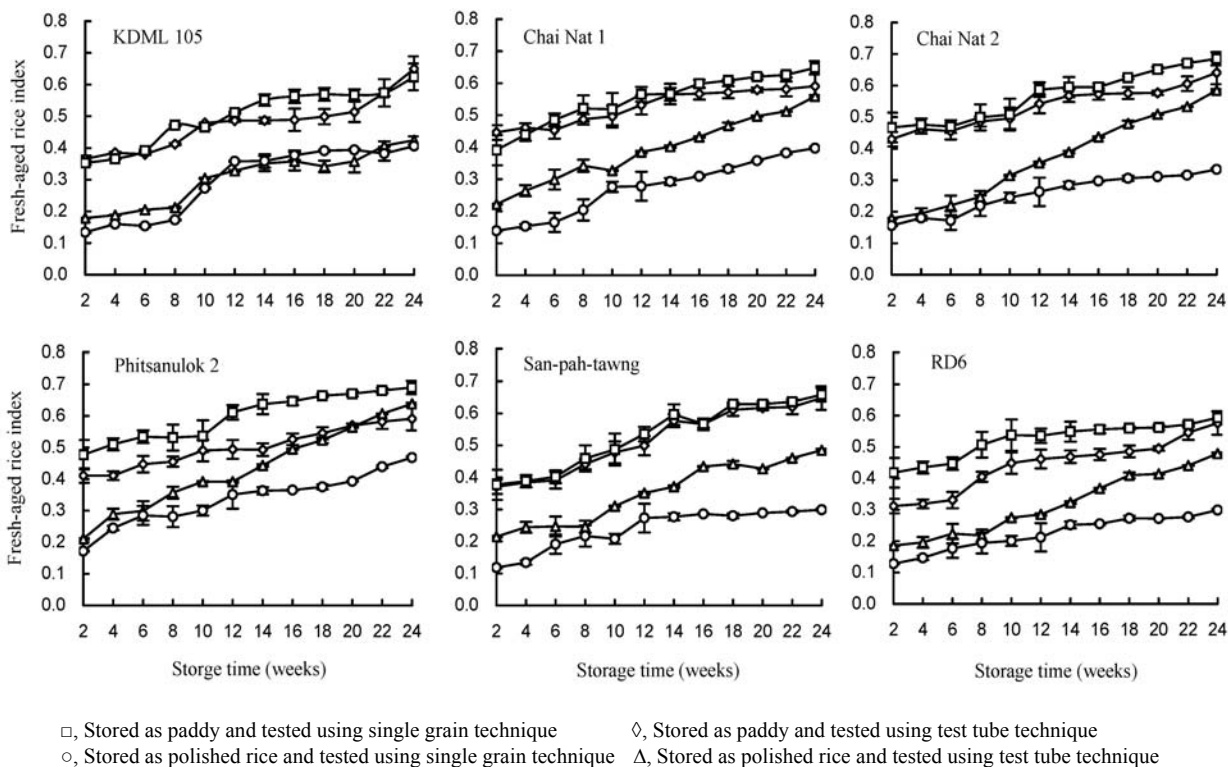 KDML 105
Chai Nat 1
Chai Nat 2
Fresh-aged rice index
0.8
0.7
0.6
0.5
0.4
0.3
0.2
0.1
0.0
2 4 6 8 10 12 14 16 18 20 22 24
0.8
0.7
0.6
0.5
0.4
0.3
0.2
0.1
0.0
2 4 6 8 10 12 14 16 18 20 22 24
0.8
0.7
0.6
0.5
0.4
0.3
0.2
0.1
0.0
2 4 6 8 10 12 14 16 18 20 22 24
Phitsanulok 2
San-pah-tawng
RD6
Fresh-aged rice index
0.8
0.7
0.6
0.5
0.4
0.3
0.2
0.1
0.0
2 4 6 8 10 12 14 16 18 20 22 24
0.8
0.7
0.6
0.5
0.4
0.3
0.2
0.1
0.0
2 4 6 8 10 12 14 16 18 20 22 24
0.8
0.7
0.6
0.5
0.4
0.3
0.2
0.1
0.0
2 4 6 8 10 12 14 16 18 20 22 24
Storge time (weeks)
Storage time (weeks)
Storage time (weeks)
□, Stored as paddy and tested using single grain technique ◊, Stored as paddy and tested using test tube technique
○, Stored as polished rice and tested using single grain technique Δ, Stored as polished rice and tested using test tube technique